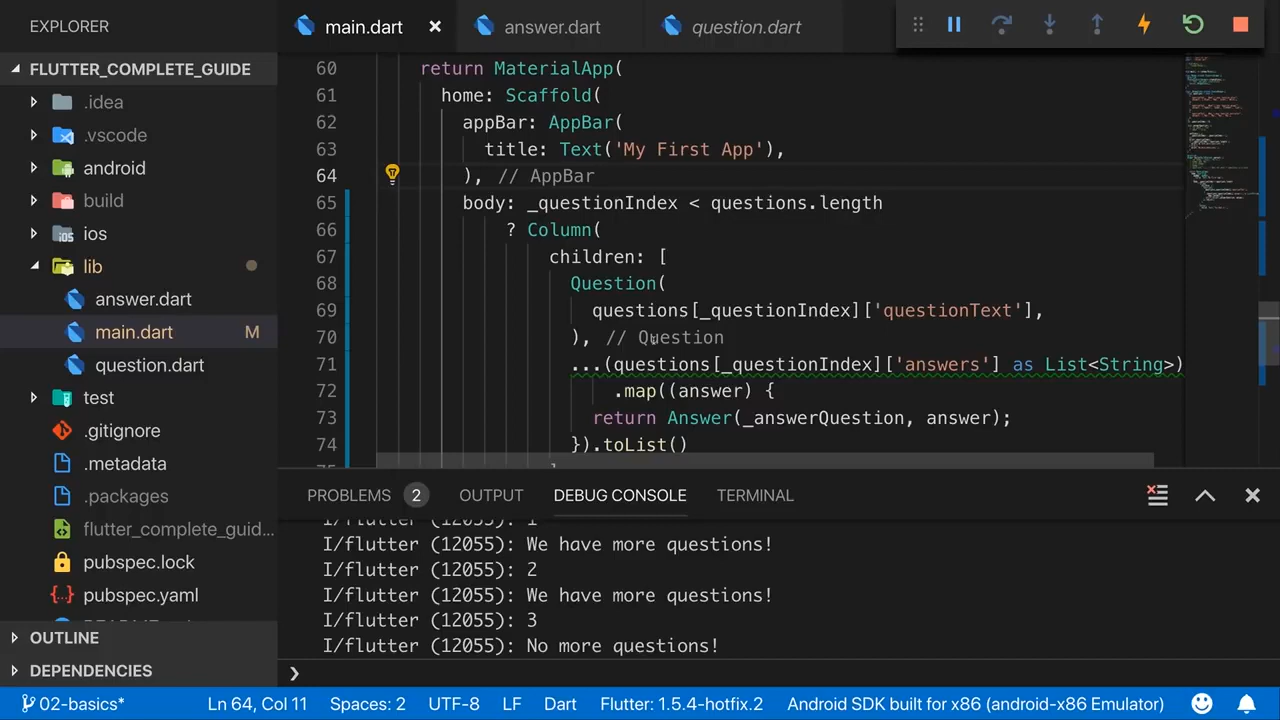 EXPLORER
main.dart
answer.dart
question.dart
FLUTTER_COMPLETE_GUIDE
.idea
.vscode
android
build
ios
lib
answer.dart
main.dart M
question.dart
test
.gitignore
.metadata
.packages
flutter_complete_guid...
pubspec.lock
pubspec.yaml
OUTLINE
DEPENDENCIES
60 return MaterialApp(
61 home: Scaffold(
62 appBar: AppBar(
63 title: Text('My First App'),
64 ), // AppBar
65 body: _questionIndex < questions.length
66 ? Column(
67 children: [
68 Question(
69 questions[_questionIndex]['questionText'],
70 ), // Question
71 ...(questions[_questionIndex]['answers'] as List<String>)
72 .map((answer) {
73 return Answer(_answerQuestion, answer);
74 }).toList()
PROBLEMS 2 OUTPUT DEBUG CONSOLE TERMINAL
I/flutter (12055): 1
I/flutter (12055): We have more questions!
I/flutter (12055): 2
I/flutter (12055): We have more questions!
I/flutter (12055): 3
I/flutter (12055): No more questions!
02-basics* Ln 64, Col 11 Spaces: 2 UTF-8 LF Dart Flutter: 1.5.4-hotfix.2 Android SDK built for x86 (android-x86 Emulator)